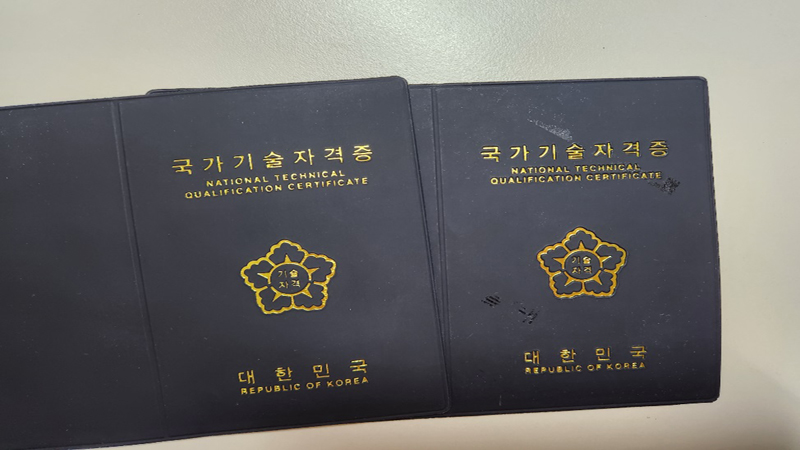 국가기술자격증
NATIONAL TECHNICAL
QUALIFICATION CERTIFICATE
기술
자격
대한민국
REPUBLIC OF KOREA
국가기술자격증
NATIONAL TECHNICAL
QUALIFICATION CERTIFICATE
기술
자격
대한민국
REPUBLIC OF KOREA